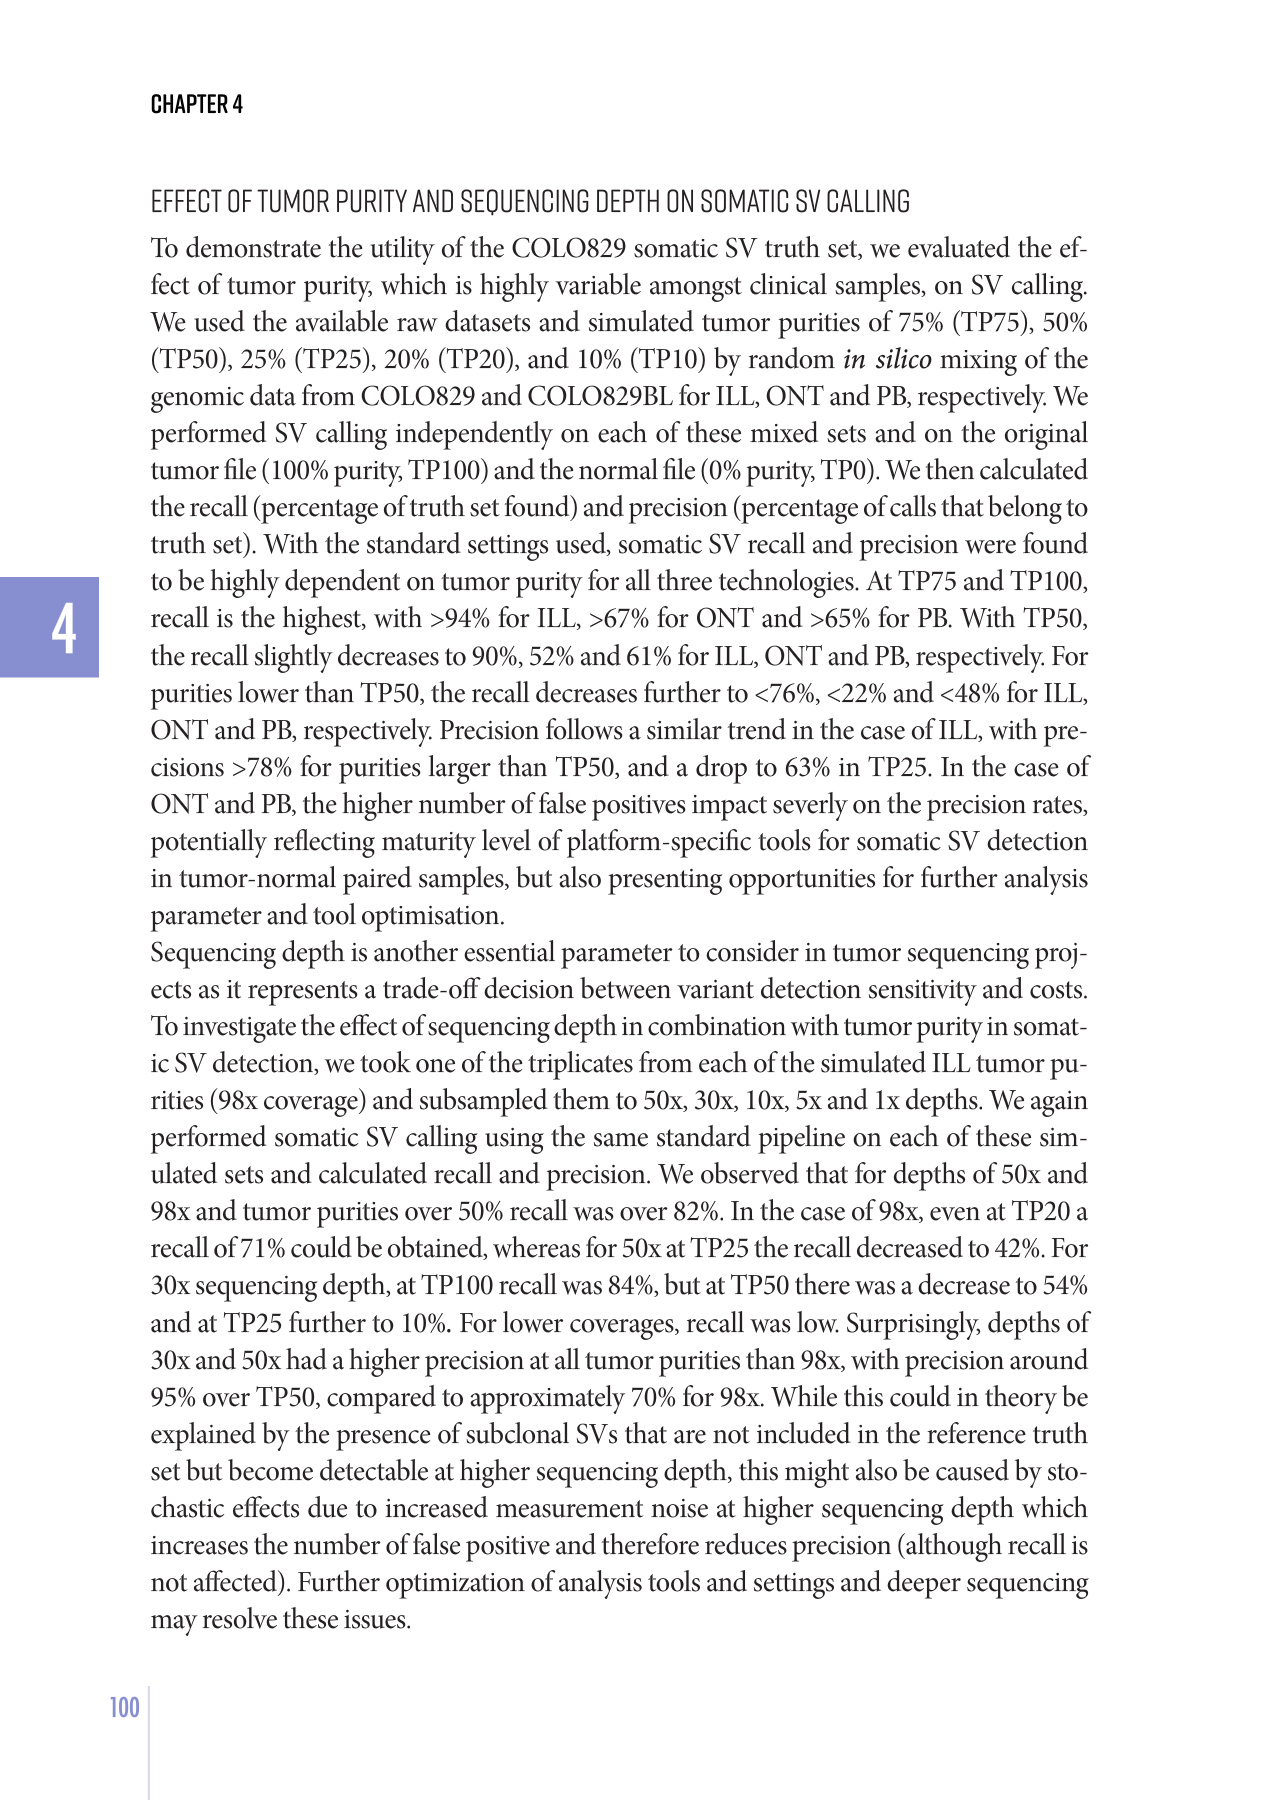 CHAPTER 4
EFFECT OF TUMOR PURITY AND SEQUENCING DEPTH ON SOMATIC SV CALLING
To demonstrate the utility of the COLO829 somatic SV truth set, we evaluated the ef-
fect of tumor purity, which is highly variable amongst clinical samples, on SV calling.
We used the available raw datasets and simulated tumor purities of 75% (TP75), 50%
(TP50), 25% (TP25), 20% (TP20), and 10% (TP10) by random in silico mixing of the
genomic data from COLO829 and COLO829BL for ILL, ONT and PB, respectively. We
performed SV calling independently on each of these mixed sets and on the original
tumor file (100% purity, TP100) and the normal file (0% purity, TP0). We then calculated
the recall (percentage of truth set found) and precision (percentage of calls that belong to
truth set). With the standard settings used, somatic SV recall and precision were found
to be highly dependent on tumor purity for all three technologies. At TP75 and TP100,
recall is the highest, with >94% for ILL, >67% for ONT and >65% for PB. With TP50,
the recall slightly decreases to 90%, 52% and 61% for ILL, ONT and PB, respectively. For
purities lower than TP50, the recall decreases further to <76%, <22% and <48% for ILL,
ONT and PB, respectively. Precision follows a similar trend in the case of ILL, with pre-
cisions >78% for purities larger than TP50, and a drop to 63% in TP25. In the case of
ONT and PB, the higher number of false positives impact severly on the precision rates,
potentially reflecting maturity level of platform-specific tools for somatic SV detection
in tumor-normal paired samples, but also presenting opportunities for further analysis
parameter and tool optimisation.
Sequencing depth is another essential parameter to consider in tumor sequencing proj-
ects as it represents a trade-off decision between variant detection sensitivity and costs.
To investigate the effect of sequencing depth in combination with tumor purity in somat-
ic SV detection, we took one of the triplicates from each of the simulated ILL tumor pu-
rities (98x coverage) and subsampled them to 50x, 30x, 10x, 5x and 1x depths. We again
performed somatic SV calling using the same standard pipeline on each of these sim-
ulated sets and calculated recall and precision. We observed that for depths of 50x and
98x and tumor purities over 50% recall was over 82%. In the case of 98x, even at TP20 a
recall of 71% could be obtained, whereas for 50x at TP25 the recall decreased to 42%. For
30x sequencing depth, at TP100 recall was 84%, but at TP50 there was a decrease to 54%
and at TP25 further to 10%. For lower coverages, recall was low. Surprisingly, depths of
30x and 50x had a higher precision at all tumor purities than 98x, with precision around
95% over TP50, compared to approximately 70% for 98x. While this could in theory be
explained by the presence of subclonal SVs that are not included in the reference truth
set but become detectable at higher sequencing depth, this might also be caused by sto-
chastic effects due to increased measurement noise at higher sequencing depth which
increases the number of false positive and therefore reduces precision (although recall is
not affected). Further optimization of analysis tools and settings and deeper sequencing
may resolve these issues.
4
100